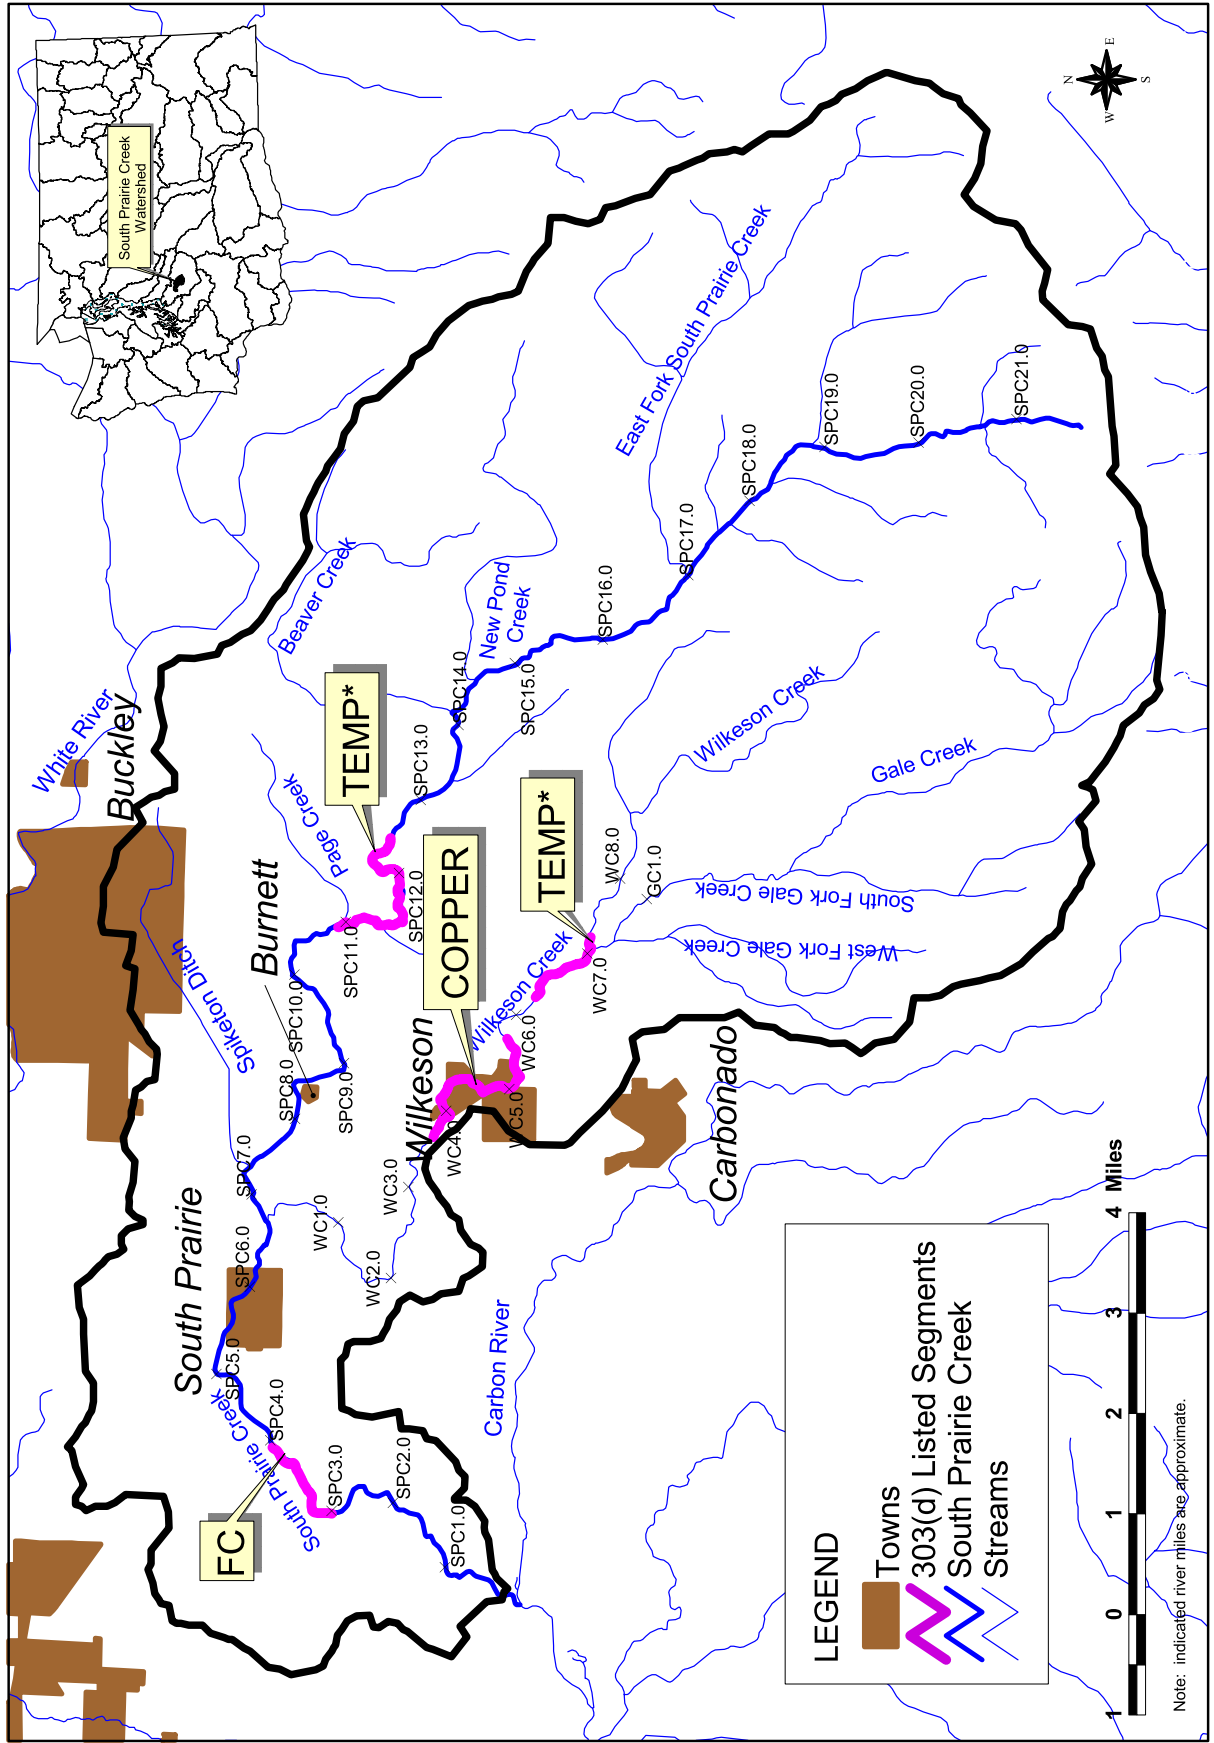 South Prairie Creek
Watershed
N
W
E
S
White River
Buckley
Spiketon Ditch
Burnett
Page Creek
Beaver Creek
TEMP*
New Pond
Creek
East Fork South Prairie Creek
South Prairie
South Prairie Creek
FC
COPPER
TEMP*
Wilkeson
Wilkeson Creek
Wilkeson Creek
Gale Creek
South Fork Gale Creek
West Fork Gale Creek
Carbonado
Carbon River
SPC1.0
SPC2.0
SPC3.0
SPC4.0
SPC5.0
SPC6.0
SPC7.0
SPC8.0
SPC9.0
SPC10.0
SPC11.0
SPC12.0
SPC13.0
SPC14.0
SPC15.0
SPC16.0
SPC17.0
SPC18.0
SPC19.0
SPC20.0
SPC21.0
WC1.0
WC2.0
WC3.0
WC4.0
WC5.0
WC6.0
WC7.0
WC8.0
GC1.0
LEGEND
Towns
303(d) Listed Segments
South Prairie Creek
Streams
1 0 1 2 3 4 Miles
Note: indicated river miles are approximate.